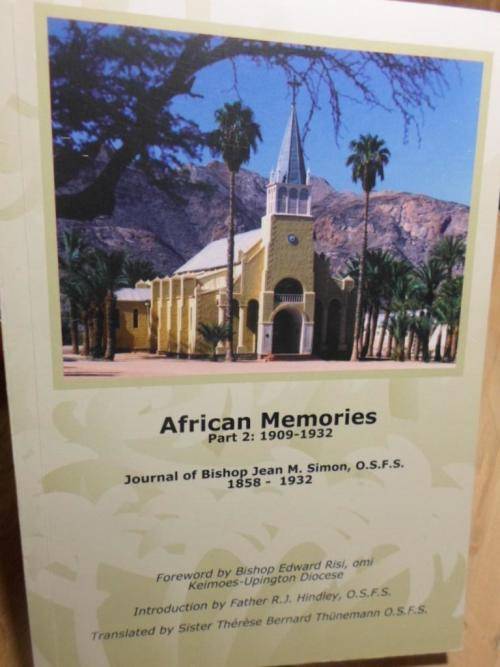 African Memories
Part 2: 1909-1932
Journal of Bishop Jean M. Simon, O.S.F.S.
1858 - 1932
Foreword by Bishop Edward Risi, omi
Keimoes-Upington Diocese
Introduction by Father R.J. Hindley, O.S.F.S.
Translated by Sister Thérèse Bernard Thünemann O.S.F.S.